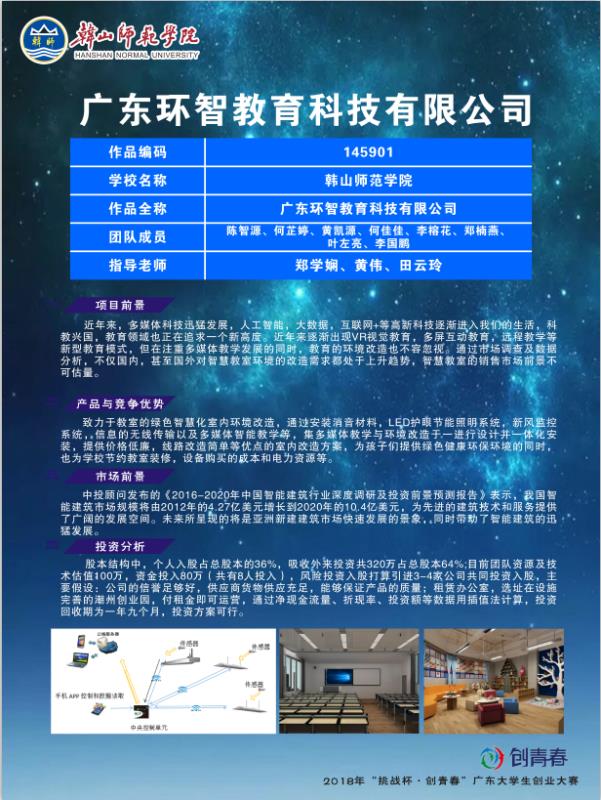 韩山师范学院
HANSHAN NORMAL UNIVERSITY
广东环智教育科技有限公司
作品编码 145901
学校名称 韩山师范学院
作品全称 广东环智教育科技有限公司
团队成员 陈智源、何芷婷、黄凯源、何佳佳、李榕花、郑楠燕、
叶左亮、李国鹏
指导老师 郑学娴、黄伟、田云玲
项目前景
近年来，多媒体科技迅猛发展，人工智能，大数据，互联网+等高新科技逐渐进入我们的生活，科
教兴国，教育领域也正在追求一个新高度。近年来逐渐出现VR视觉教育，多屏互动教育，远程教学等
新型教育模式，但在注重多媒体教学发展的同时，教育的环境改造也不容忽视。通过市场调查及数据
分析，不仅国内，甚至国外对智慧教室环境的改造需求都处于上升趋势，智慧教室的销售市场前景不
可估量。
产品与竞争优势
致力于教室的绿色智慧化室内环境改造，通过安装消音材料，LED护眼节能照明系统，新风监控
系统，信息的无线传输以及多媒体智能教学等，集多媒体教学与环境改造于一进行设计并一体化安
装，提供价格低廉，线路改造简单等优点的室内改造方案，为孩子们提供绿色健康环保环境的同时，
也为学校节约教室装修，设备购买的成本和电力资源等。
市场前景
中投顾问发布的《2016-2020年中国智能建筑行业深度调研及投资前景预测报告》表示，我国智
能建筑市场规模将由2012年的4.27亿美元增长到2020年的10.4亿美元，为先进的建筑技术和服务提供
了广阔的发展空间。未来所呈现的将是亚洲新建建筑市场快速发展的景象，同时带动了智能建筑的迅
猛发展。
投资分析
股本结构中，个人入股占总股本的36%，吸收外来投资共320万占总股本64%;目前团队资源及技
术估值100万，资金投入80万（共有8人投入），风险投资入股打算引进3-4家公司共同投资入股，主
要假设：公司的信誉足够好，供应商货物供应充足，能够保证产品的质量；租赁办公室，选址在设施
完善的潮州创业园，付租金即可运营，通过净现金流量、折现率、投资额等数据用插值法计算，投资
回收期为一年九个月，投资方案可行。
云端服务器
传感器
传感器
传感器
手机APP控制和数据读取
中央控制单元
创青春
2018年“挑战杯·创青春”广东大学生创业大赛